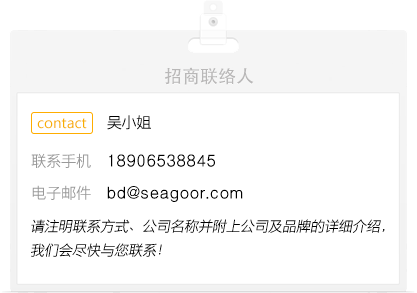 招商联络人
contact 吴小姐
联系手机 18906538845
电子邮件 bd@seagoor.com
请注明联系方式、公司名称并附上公司及品牌的详细介绍，
我们会尽快与您联系！